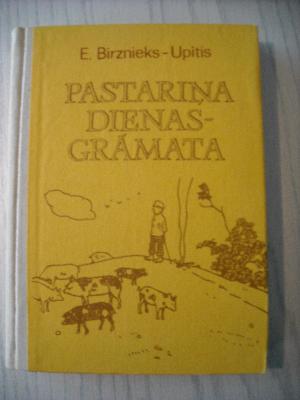 E. Birznieks-Upītis
PASTARIŅA
DIENAS-
GRĀMATA